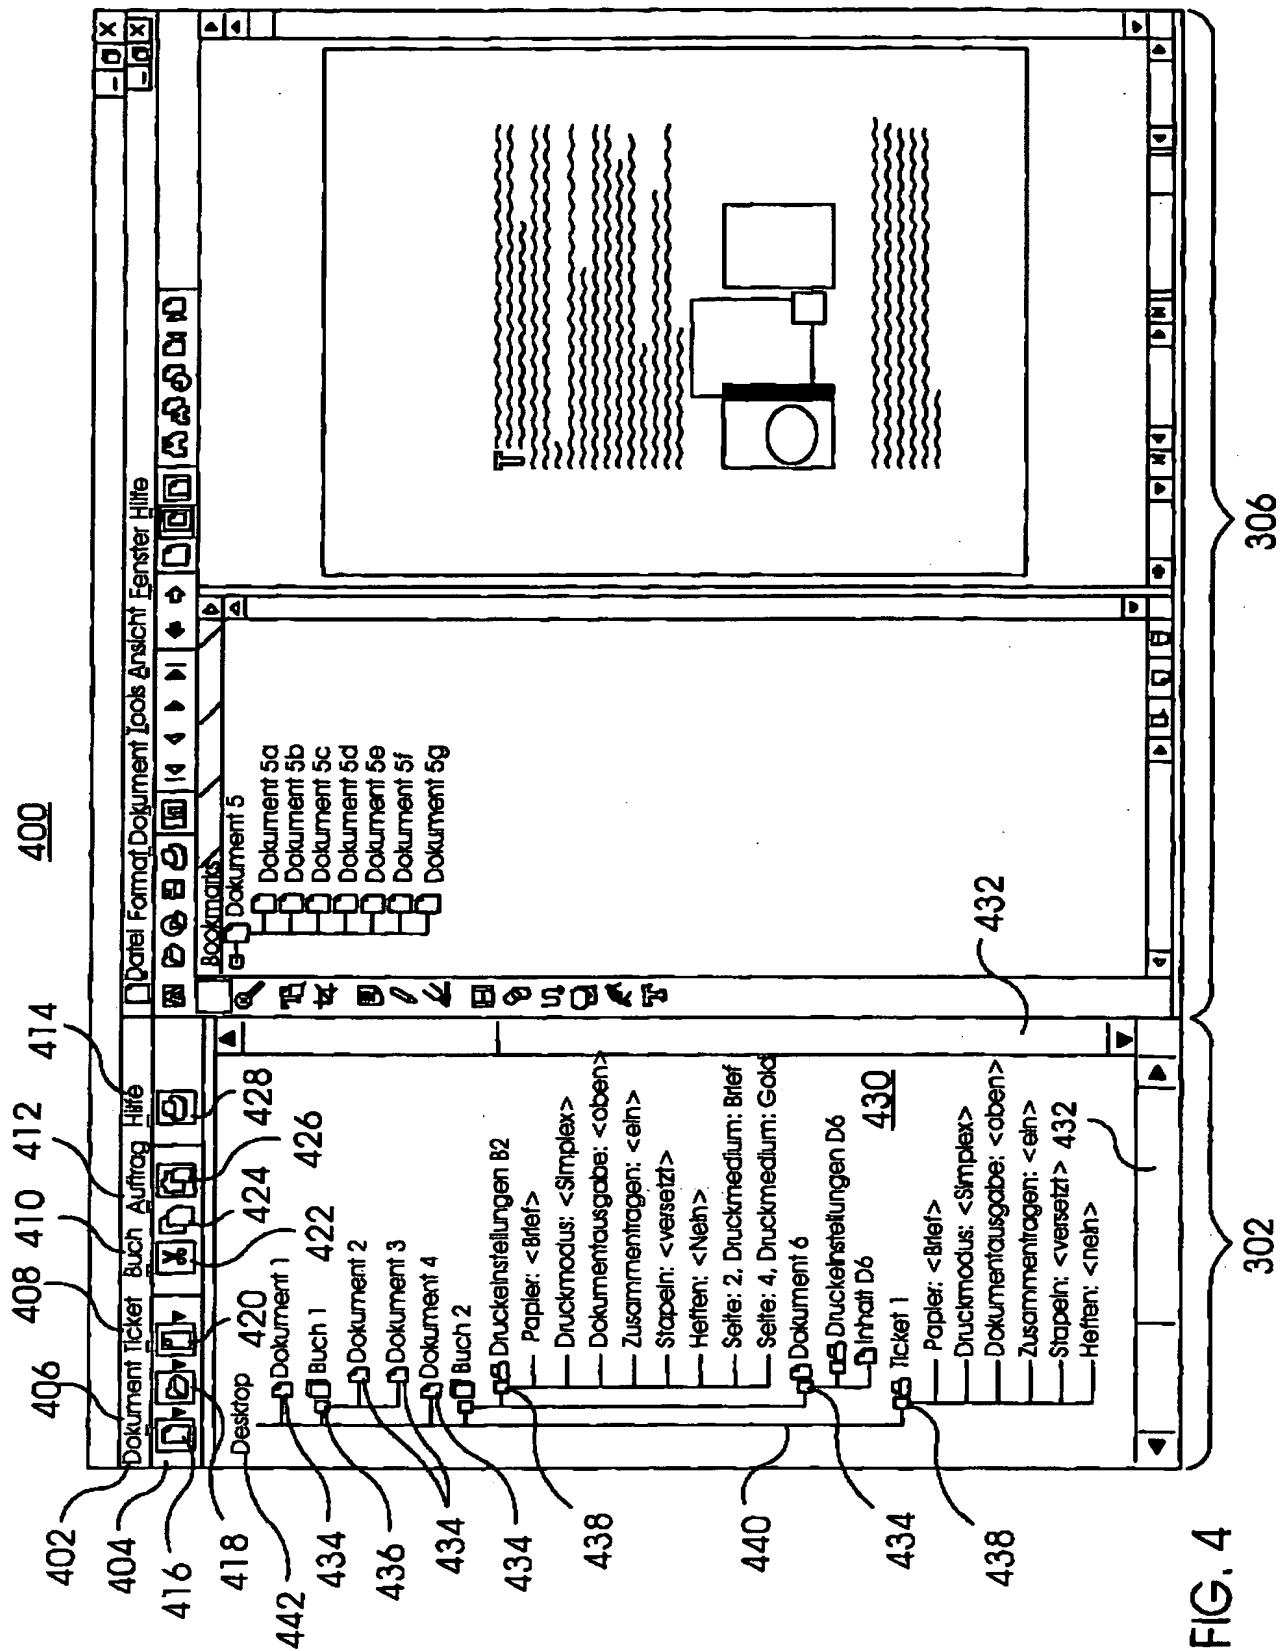 400
402
404
406
408
410
412
414
416
418
420
422
424
426
428
Dokument Ticket Buch Auftrag Hilfe
Datei Format Dokument Tools Ansicht Fenster Hilfe
442
Desktop
434
Dokument 1
436
Buch 1
434
Dokument 2
Dokument 3
434
Dokument 4
Buch 2
438
Druckeinstellungen B2
Papier: <Brief>
Druckmodus: <Simplex>
Dokumentausgabe: <oben>
Zusammentragen: <ein>
Stapeln: <versetzt>
Heften: <Nein>
Seite: 2, Druckmedium: Brief
Seite: 4, Druckmedium: Gold
440
430
434
Dokument 6
Druckeinstellungen D6
Inhalt D6
438
Ticket 1
Papier: <Brief>
Druckmodus: <Simplex>
Dokumentausgabe: <oben>
Zusammentragen: <ein>
Stapeln: <versetzt>
Heften: <nein>
432
432
Bookmarks
Dokument 5
Dokument 5a
Dokument 5b
Dokument 5c
Dokument 5d
Dokument 5e
Dokument 5f
Dokument 5g
T
302
306
FIG. 4